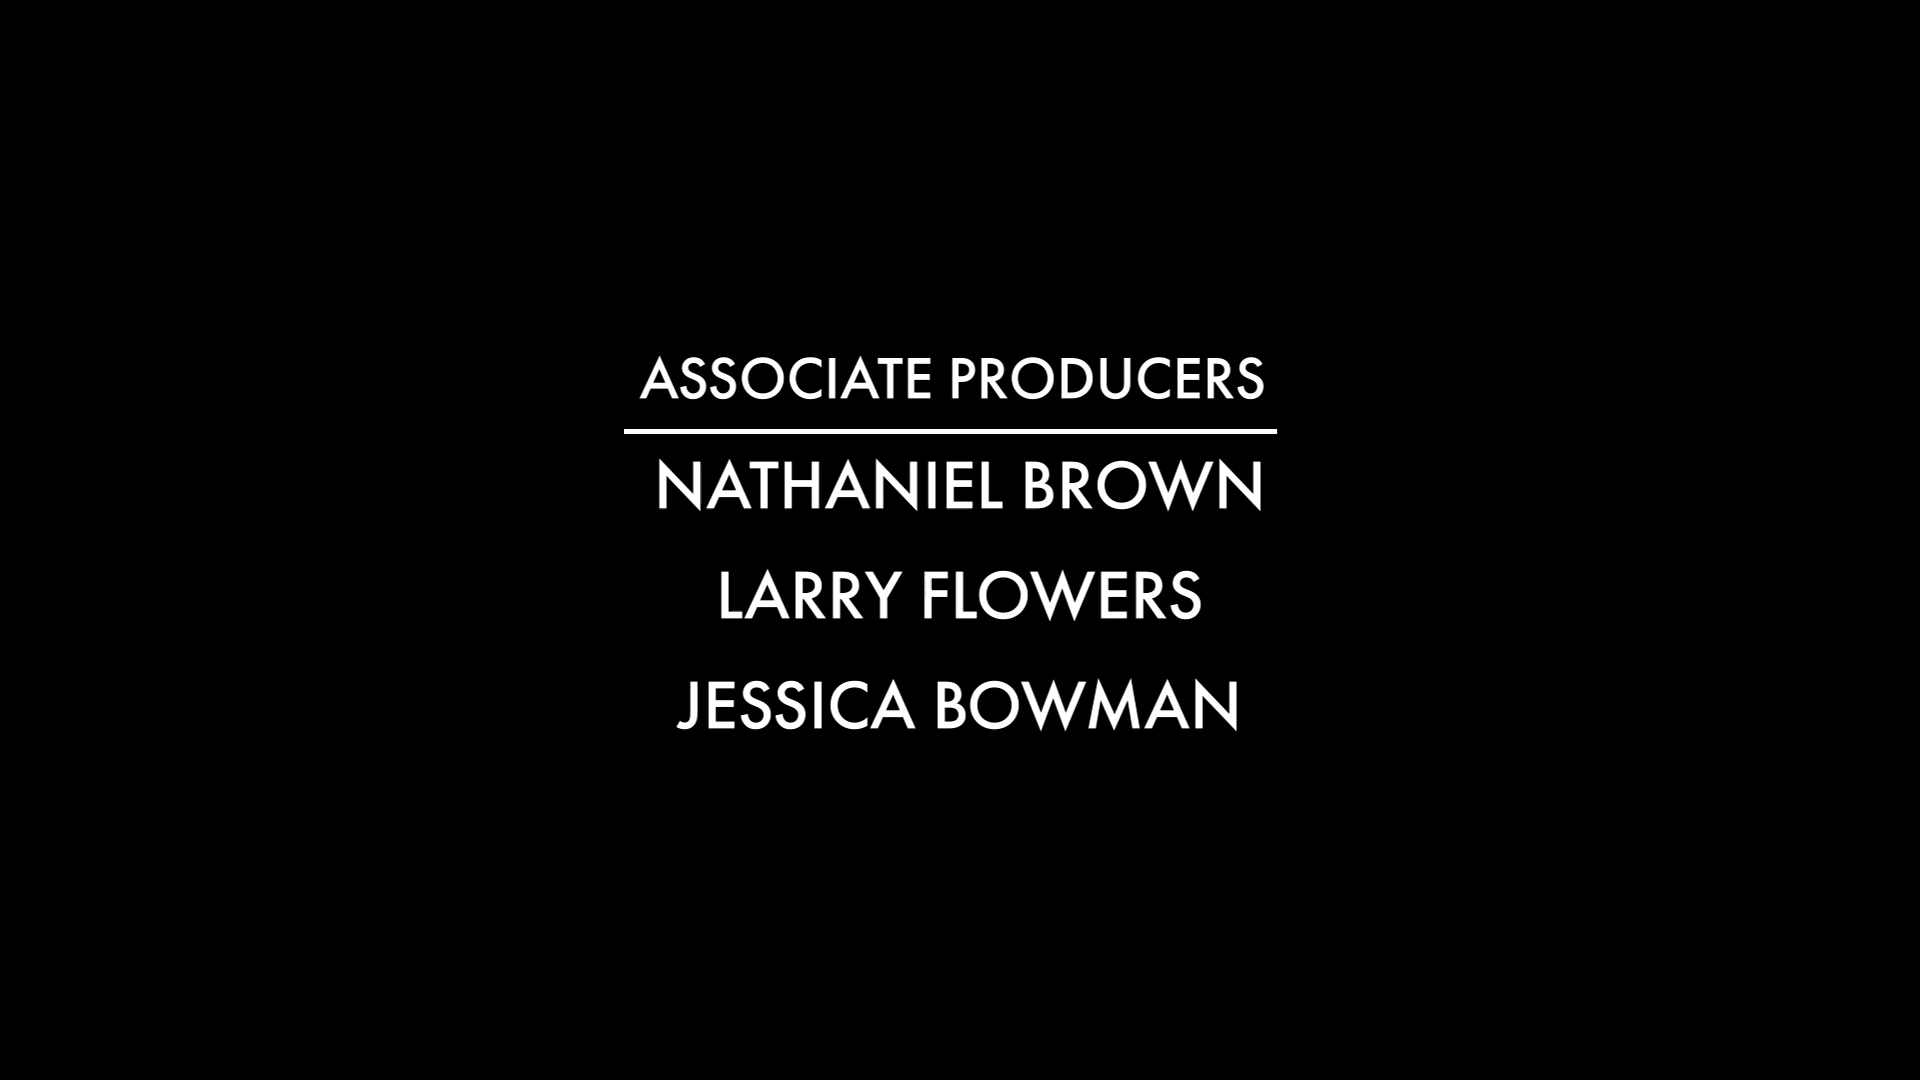 ASSOCIATE PRODUCERS
NATHANIEL BROWN
LARRY FLOWERS
JESSICA BOWMAN